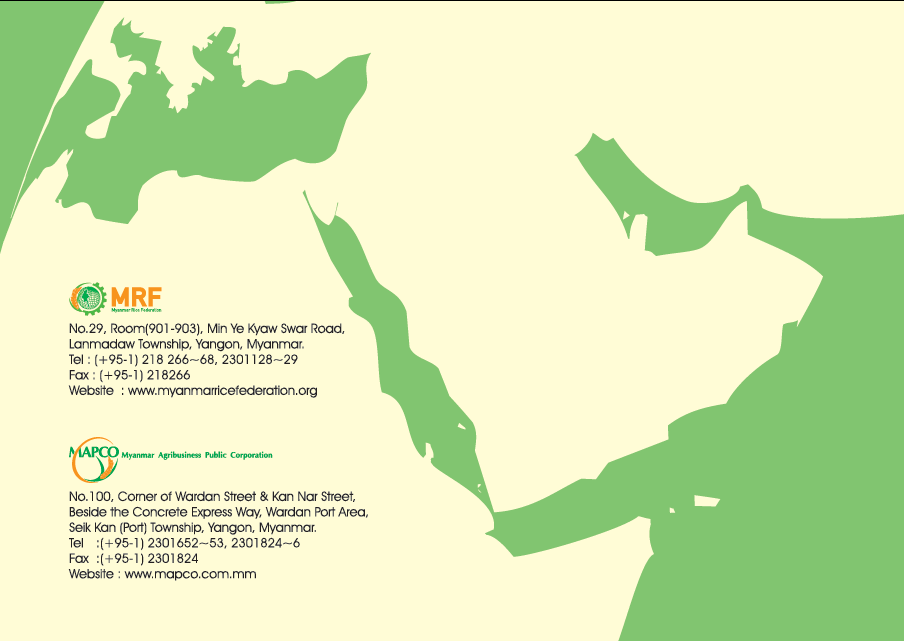 MRF
Myanmar Rice Federation
No.29, Room(901-903), Min Ye Kyaw Swar Road,
Lanmadaw Township, Yangon, Myanmar.
Tel : (+95-1) 218 266~68, 2301128~29
Fax : (+95-1) 218266
Website : www.myanmarricefederation.org
MAPCO Myanmar Agribusiness Public Corporation
No.100, Corner of Wardan Street & Kan Nar Street,
Beside the Concrete Express Way, Wardan Port Area,
Seik Kan (Port) Township, Yangon, Myanmar.
Tel :(+95-1) 2301652~53, 2301824~6
Fax :(+95-1) 2301824
Website : www.mapco.com.mm